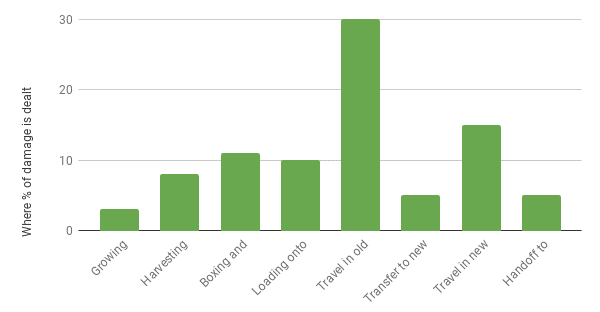 Where % of damage is dealt
30
20
10
0
Growing
Harvesting
Boxing and
Loading onto
Travel in old
Transfer to new
Travel in new
Handoff to